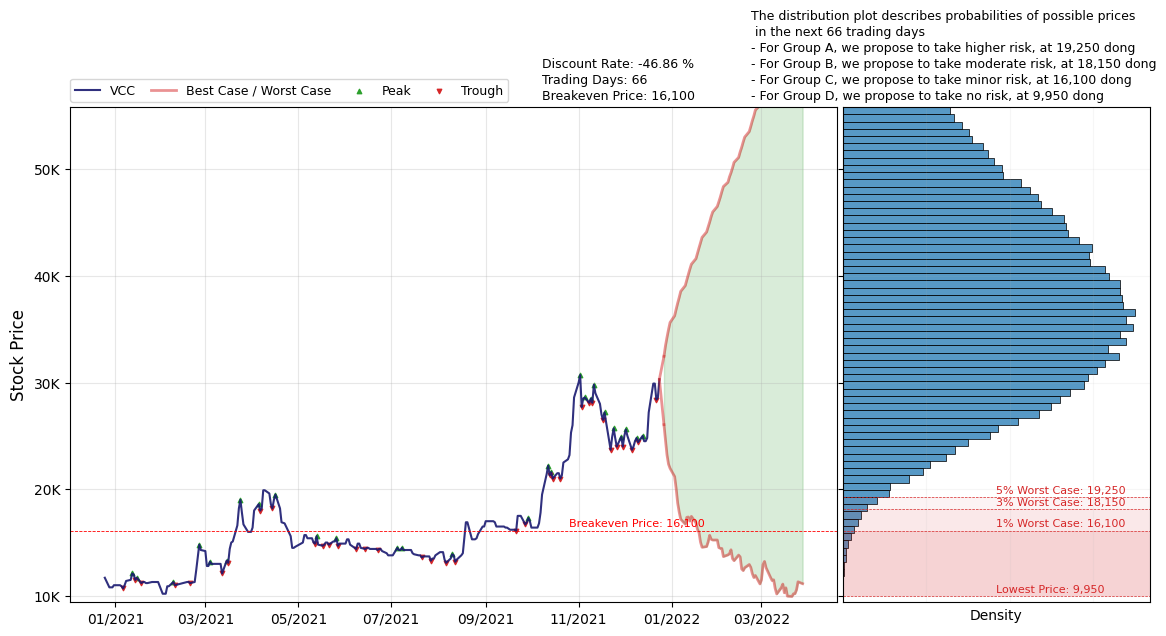 The distribution plot describes probabilities of possible prices
in the next 66 trading days
- For Group A, we propose to take higher risk, at 19,250 dong
- For Group B, we propose to take moderate risk, at 18,150 dong
- For Group C, we propose to take minor risk, at 16,100 dong
- For Group D, we propose to take no risk, at 9,950 dong
Discount Rate: -46.86 %
Trading Days: 66
Breakeven Price: 16,100
VCC Best Case / Worst Case Peak Trough
Stock Price
50K
40K
30K
20K
10K
Breakeven Price: 16,100
01/2021 03/2021 05/2021 07/2021 09/2021 11/2021 01/2022 03/2022
5% Worst Case: 19,250
3% Worst Case: 18,150
1% Worst Case: 16,100
Lowest Price: 9,950
Density